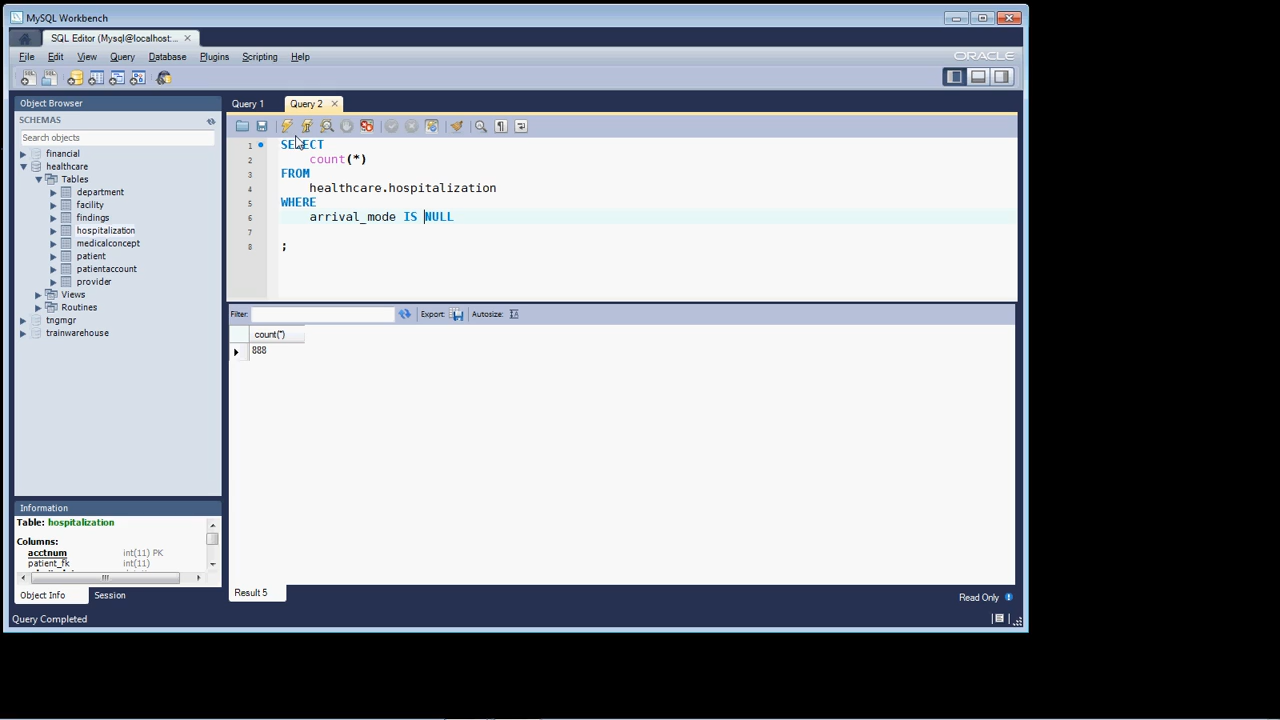 MySQL Workbench
SQL Editor (Mysql@localhost:...
File Edit View Query Database Plugins Scripting Help
ORACLE
Object Browser
SCHEMAS
Search objects
financial
healthcare
Tables
department
facility
findings
hospitalization
medicalconcept
patient
patientaccount
provider
Views
Routines
tngmgr
trainwarehouse
Information
Table: hospitalization
Columns:
acctnum int(11) PK
patient_fk int(11)
Object Info Session
Query Completed
Query 1 Query 2
1 SELECT
2 count(*)
3 FROM
4 healthcare.hospitalization
5 WHERE
6 arrival_mode IS NULL
7
8 ;
Filter: Export: Autosize:
count(*)
888
Result 5
Read Only